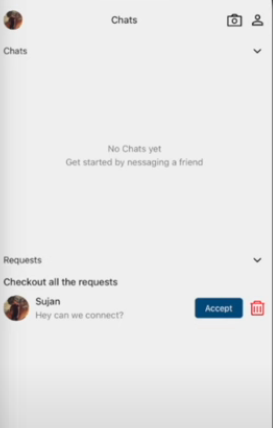 Chats
Chats
No Chats yet
Get started by nessaging a friend
Requests
Checkout all the requests
Sujan
Hey can we connect?
Accept